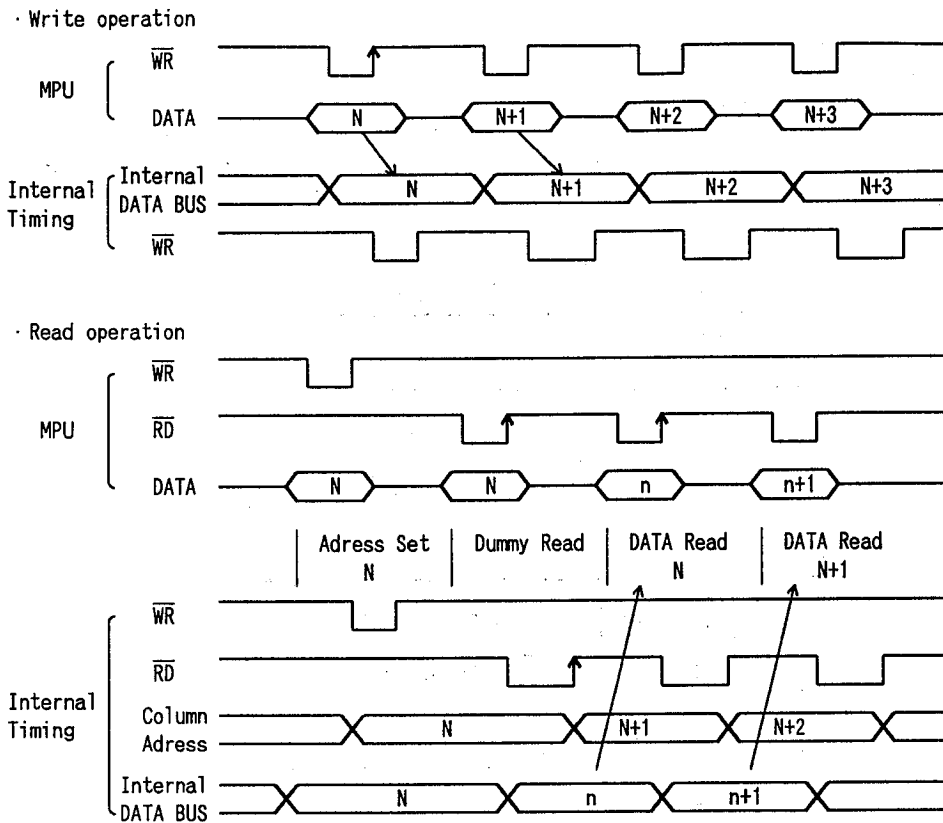 · Write operation
WR
MPU
DATA N N+1 N+2 N+3
Internal Timing
Internal DATA BUS N N+1 N+2 N+3
WR
· Read operation
WR
MPU
RD
DATA N N n n+1
Adress Set Dummy Read DATA Read DATA Read
N N N+1
WR
RD
Internal Timing
Column Adress N N+1 N+2
Internal DATA BUS N n n+1